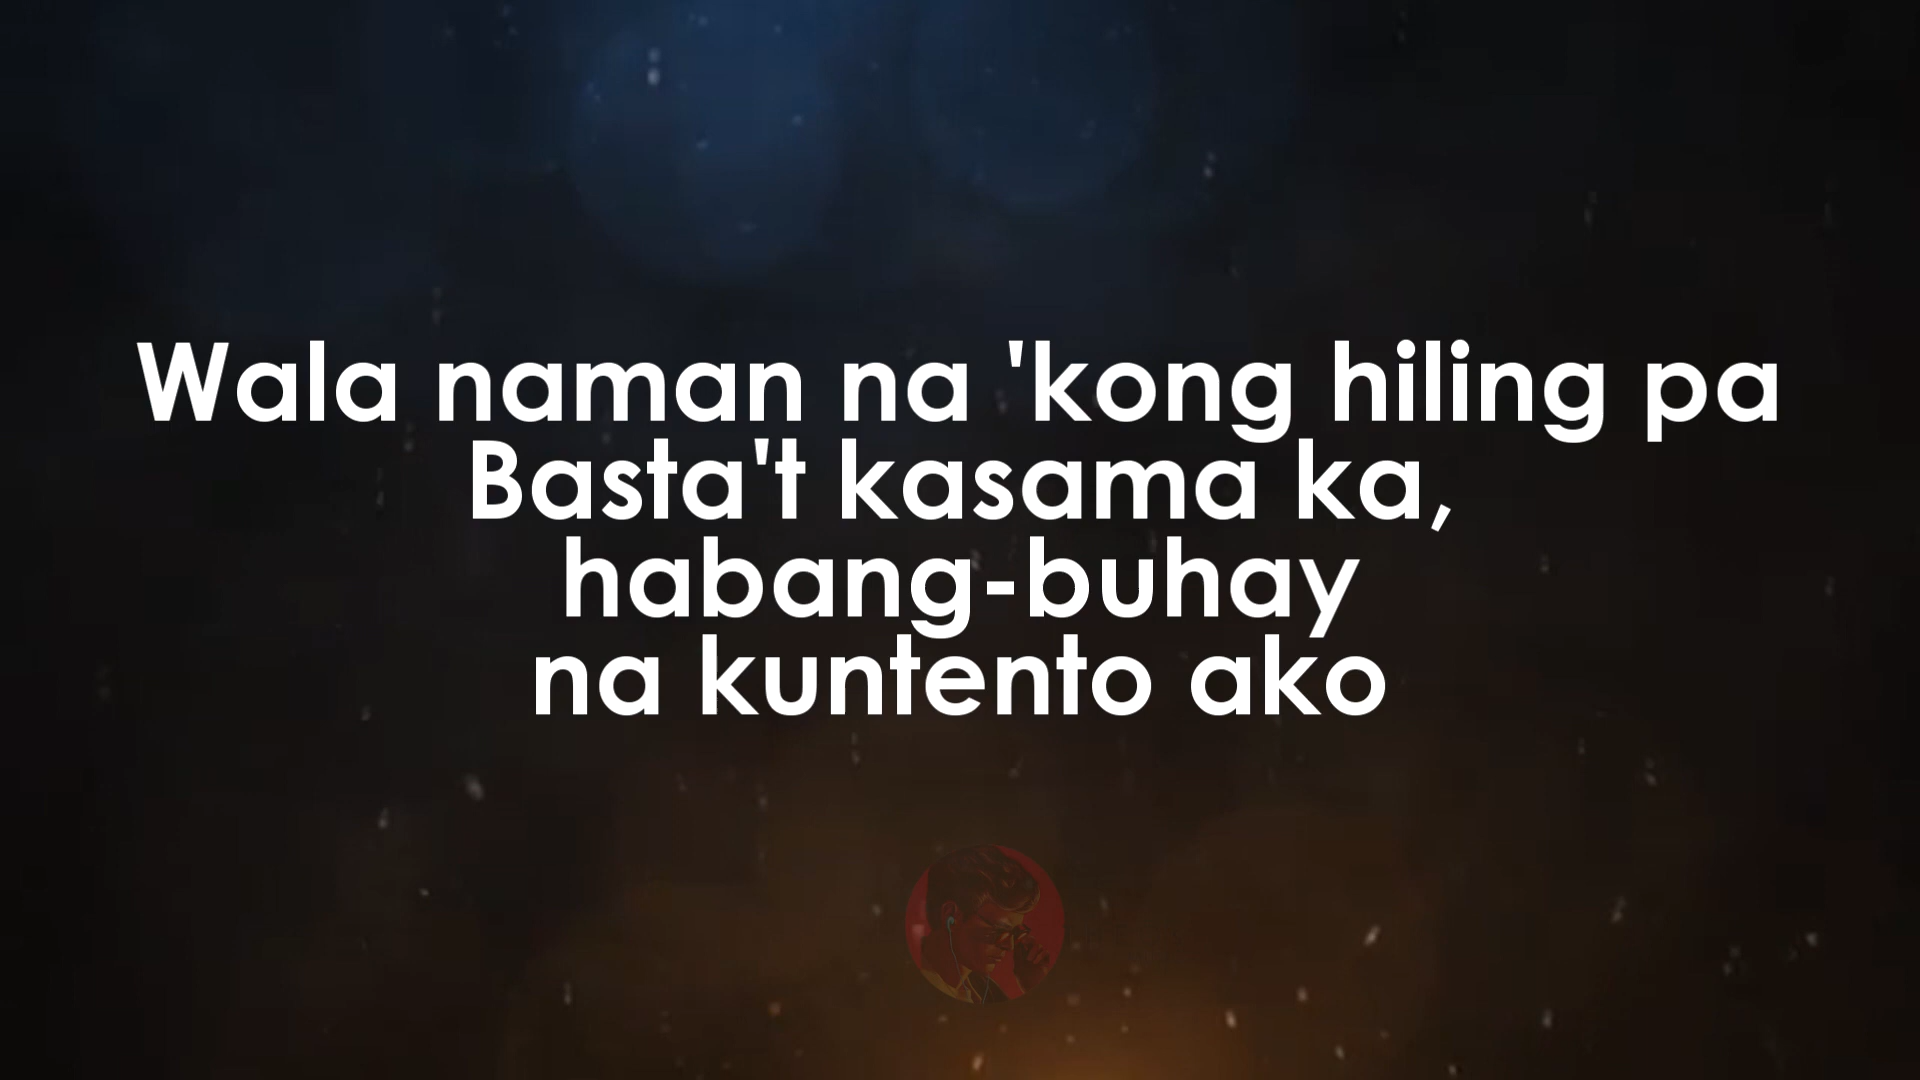 Wala naman na 'kong hiling pa
Basta't kasama ka,
habang-buhay
na kuntento ako